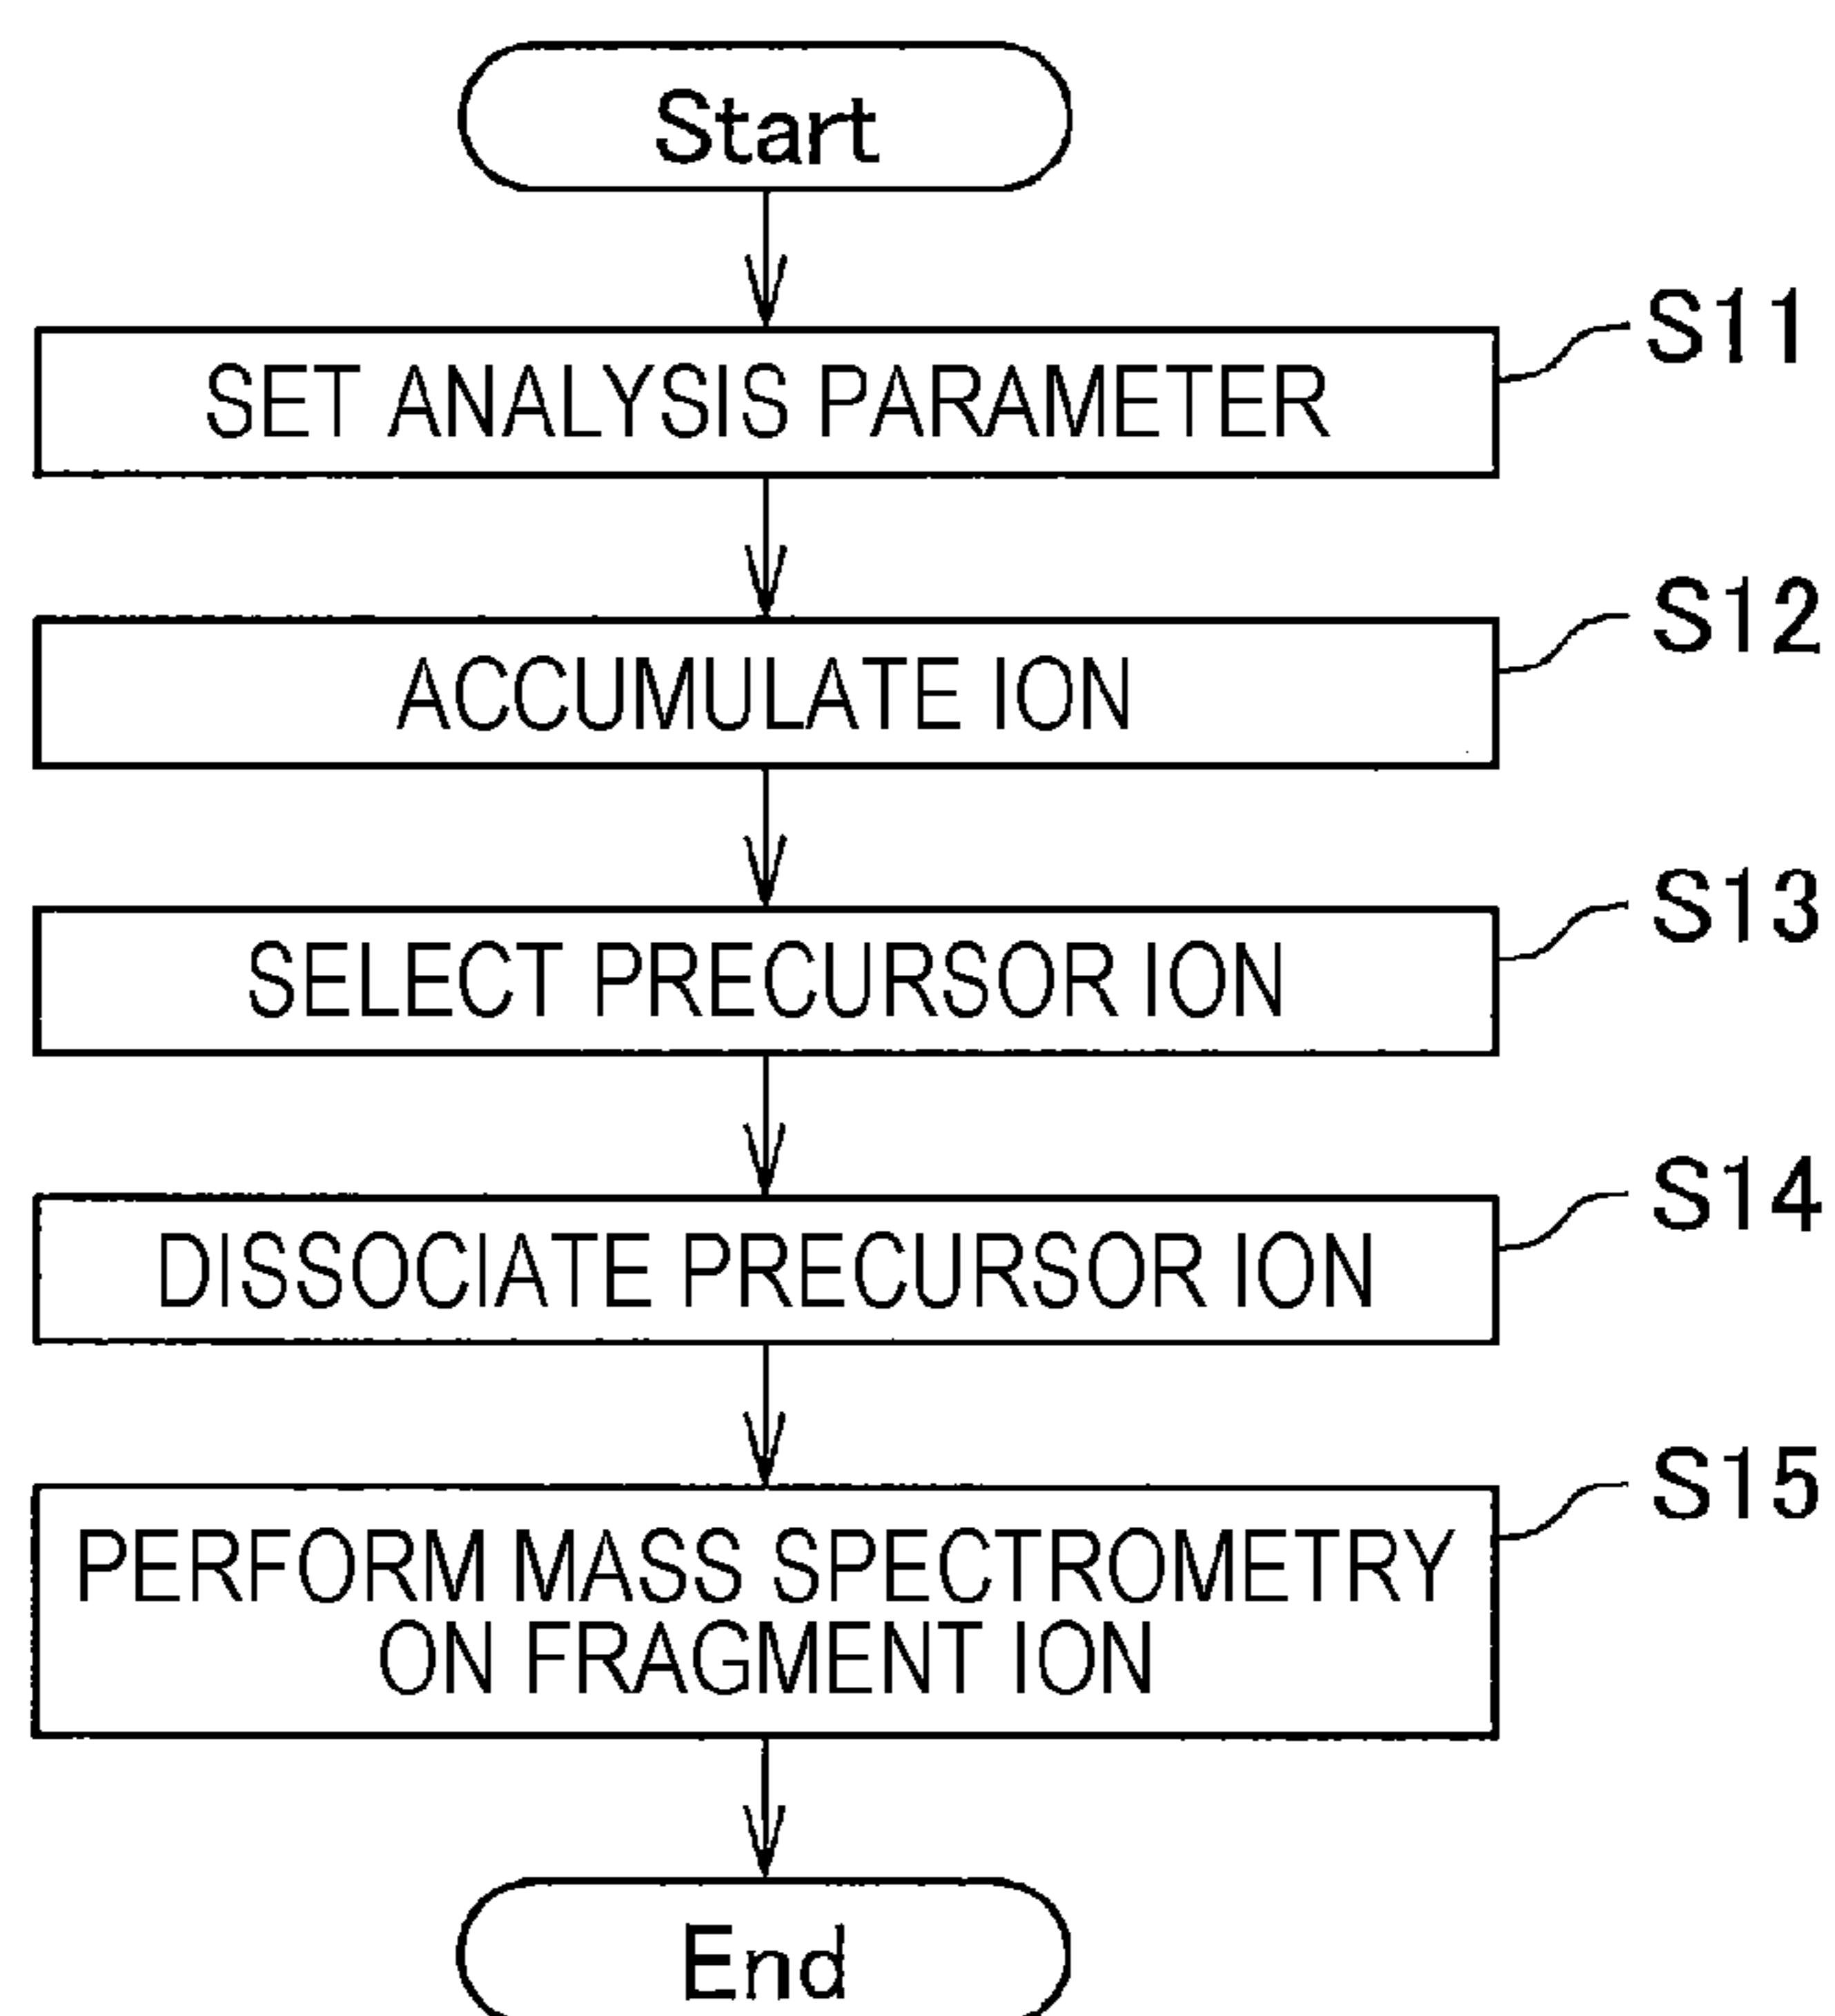 Start
SET ANALYSIS PARAMETER
S11
ACCUMULATE ION
S12
SELECT PRECURSOR ION
S13
DISSOCIATE PRECURSOR ION
S14
PERFORM MASS SPECTROMETRY
ON FRAGMENT ION
S15
End